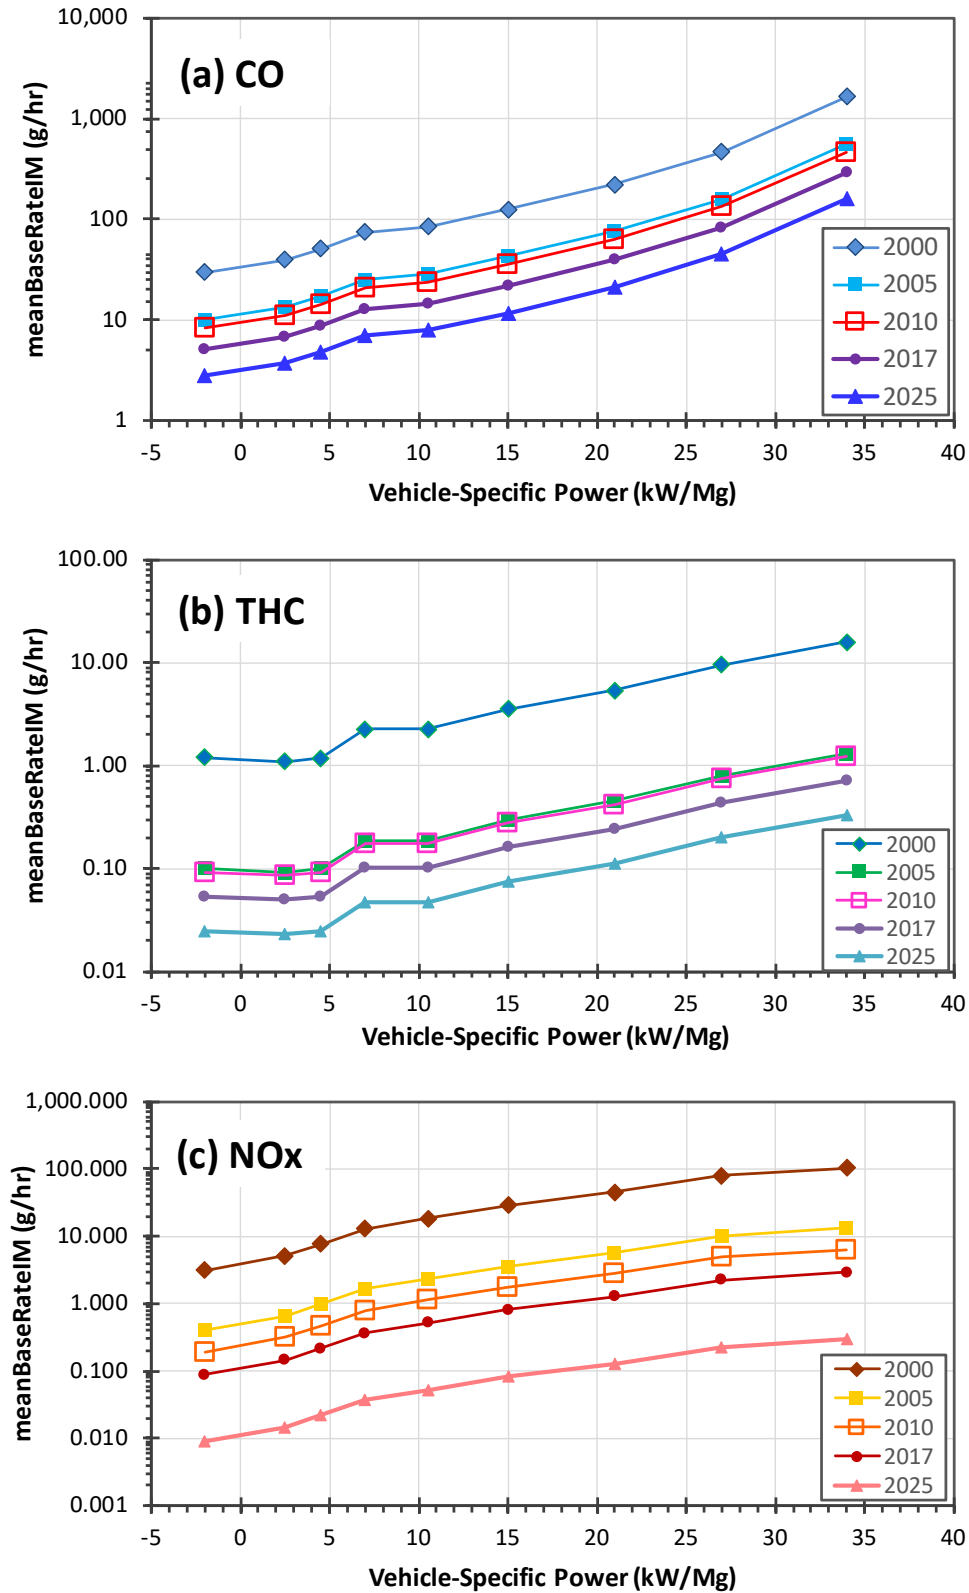 (a) CO
meanBaseRateIM (g/hr)
10,000
1,000
100
10
1
-5 0 5 10 15 20 25 30 35 40
Vehicle-Specific Power (kW/Mg)
2000
2005
2010
2017
2025
(b) THC
meanBaseRateIM (g/hr)
100.00
10.00
1.00
0.10
0.01
-5 0 5 10 15 20 25 30 35 40
Vehicle-Specific Power (kW/Mg)
2000
2005
2010
2017
2025
(c) NOx
meanBaseRateIM (g/hr)
1,000.000
100.000
10.000
1.000
0.100
0.010
0.001
-5 0 5 10 15 20 25 30 35 40
Vehicle-Specific Power (kW/Mg)
2000
2005
2010
2017
2025